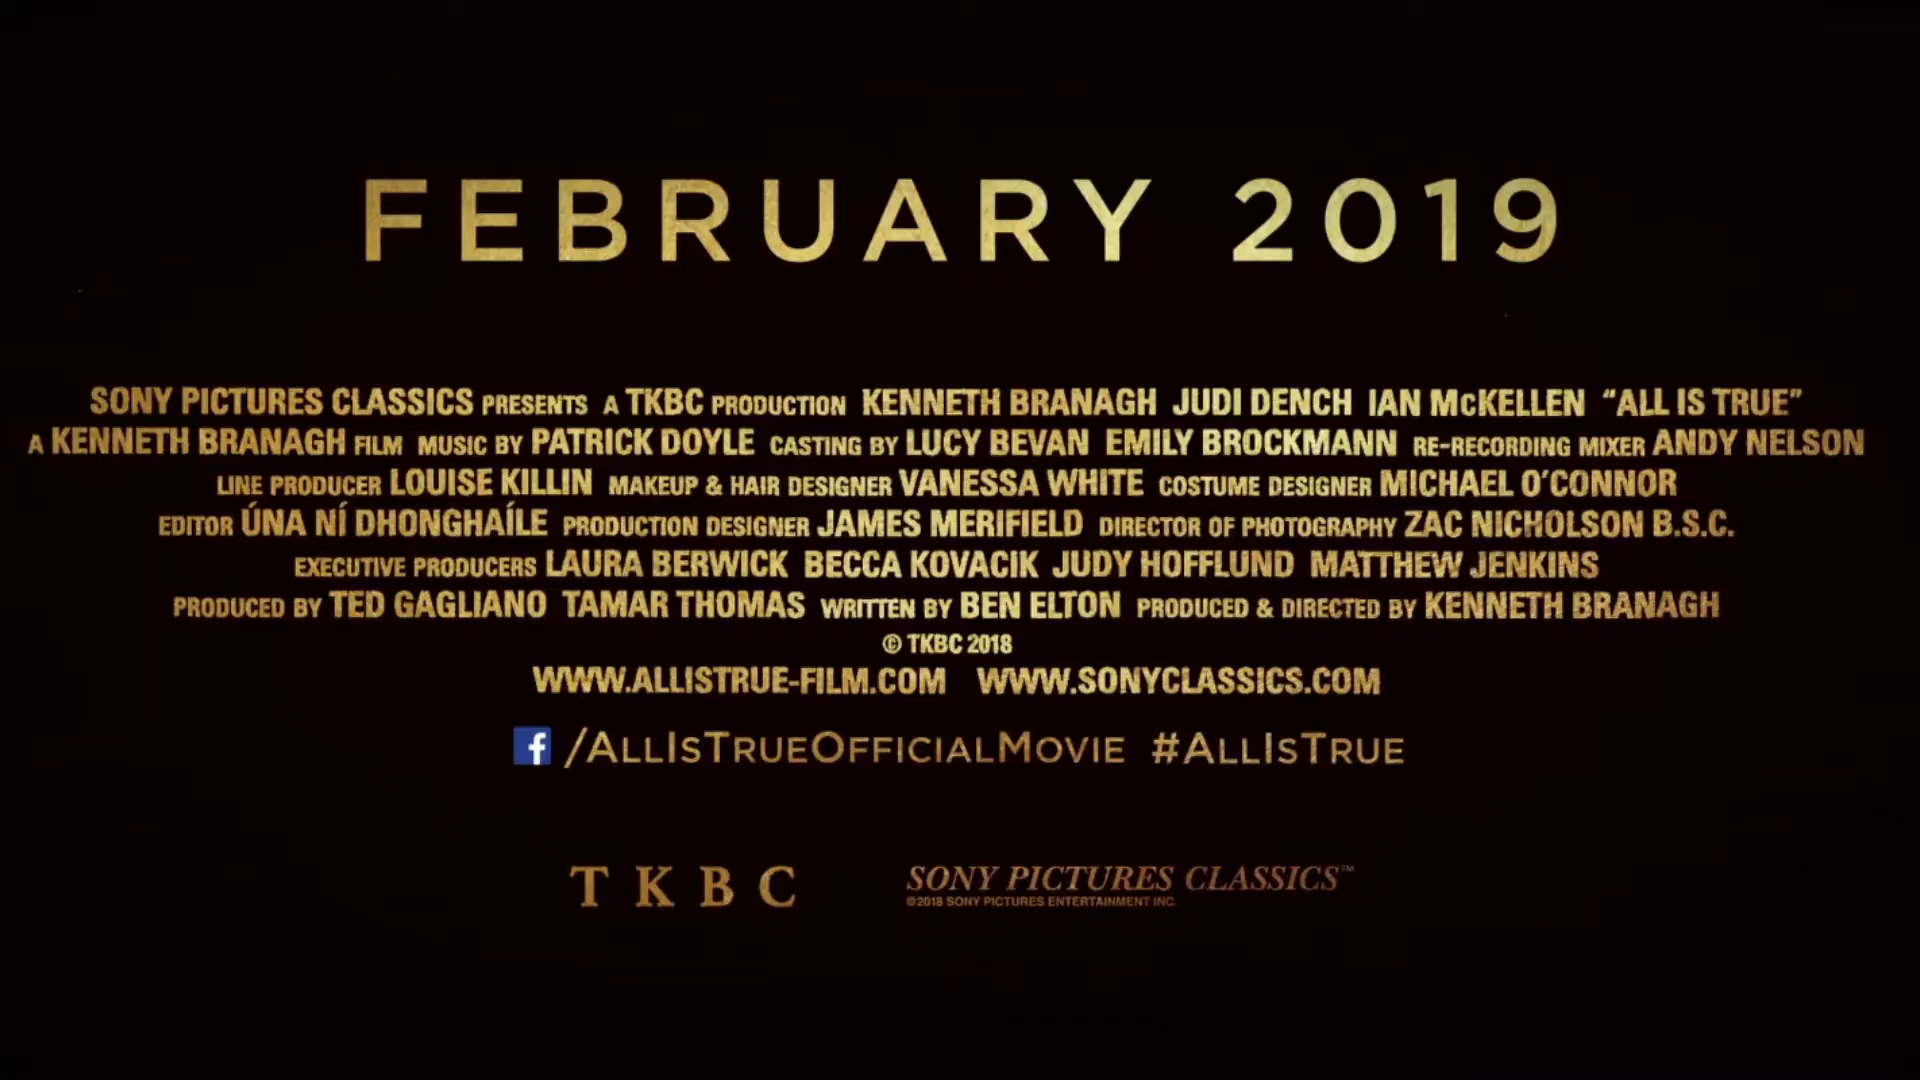 FEBRUARY 2019
SONY PICTURES CLASSICS PRESENTS A TKBC PRODUCTION KENNETH BRANAGH JUDI DENCH IAN McKELLEN “ALL IS TRUE”
A KENNETH BRANAGH FILM MUSIC BY PATRICK DOYLE CASTING BY LUCY BEVAN EMILY BROCKMANN RE-RECORDING MIXER ANDY NELSON
LINE PRODUCER LOUISE KILLIN MAKEUP & HAIR DESIGNER VANESSA WHITE COSTUME DESIGNER MICHAEL O'CONNOR
EDITOR ÚNA NÍ DHONGHAÍLE PRODUCTION DESIGNER JAMES MERIFIELD DIRECTOR OF PHOTOGRAPHY ZAC NICHOLSON B.S.C.
EXECUTIVE PRODUCERS LAURA BERWICK BECCA KOVACIK JUDY HOFFLUND MATTHEW JENKINS
PRODUCED BY TED GAGLIANO TAMAR THOMAS WRITTEN BY BEN ELTON PRODUCED & DIRECTED BY KENNETH BRANAGH
© TKBC 2018
WWW.ALLISTRUE-FILM.COM WWW.SONYCLASSICS.COM
f /ALLISTRUEOFFICIALMOVIE #ALLISTRUE
TKBC SONY PICTURES CLASSICS™
©2018 SONY PICTURES ENTERTAINMENT INC.